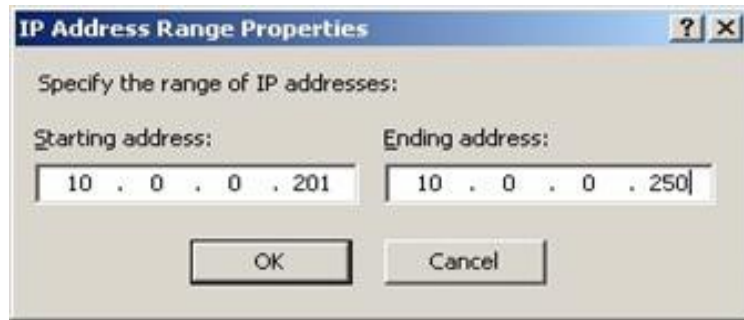 IP Address Range Properties
Specify the range of IP addresses:
Starting address: Ending address:
10 . 0 . 0 . 201 10 . 0 . 0 . 250
OK Cancel